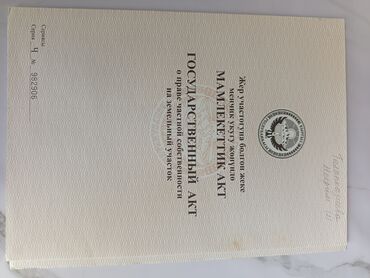 Жер участогуна болгон жеке
менчик укугу жөнүндө
МАМЛЕКЕТТИК АКТ
ГОСУДАРСТВЕННЫЙ АКТ
о праве частной собственности
на земельный участок
Сериясы
Серия Ч № 982906